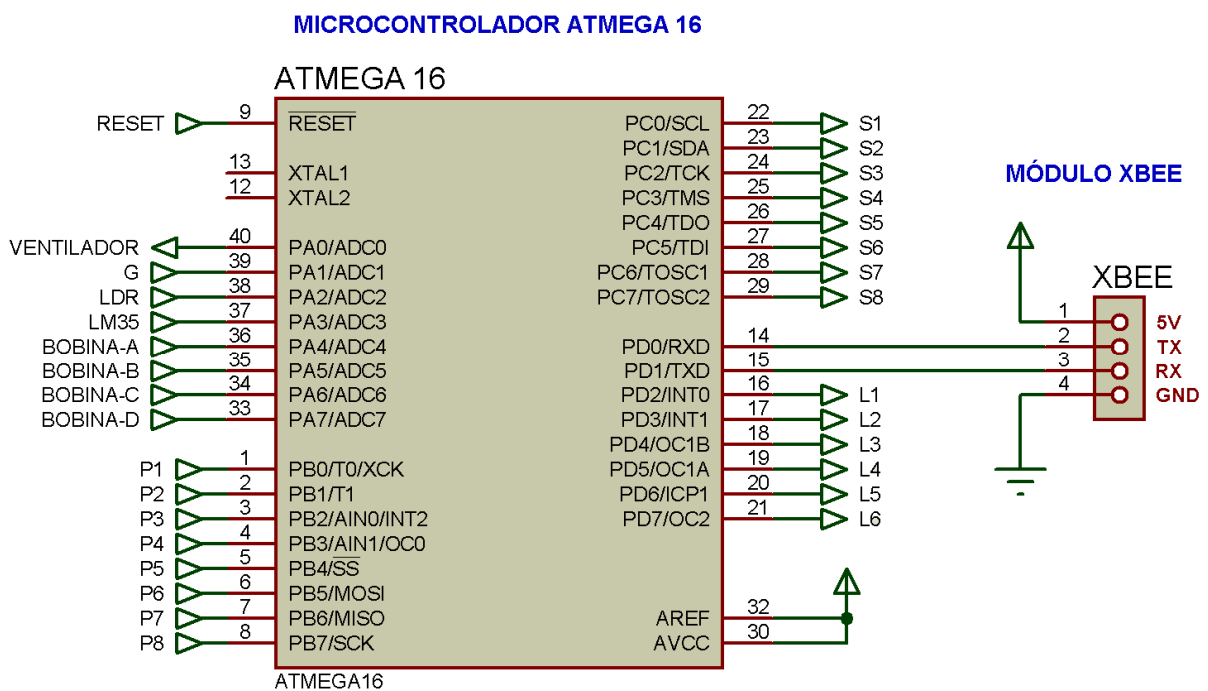 MICROCONTROLADOR ATMEGA 16
ATMEGA 16
RESET 9 RESET
13 XTAL1
12 XTAL2
VENTILADOR 40 PA0/ADC0
G 39 PA1/ADC1
LDR 38 PA2/ADC2
LM35 37 PA3/ADC3
BOBINA-A 36 PA4/ADC4
BOBINA-B 35 PA5/ADC5
BOBINA-C 34 PA6/ADC6
BOBINA-D 33 PA7/ADC7
P1 1 PB0/T0/XCK
P2 2 PB1/T1
P3 3 PB2/AIN0/INT2
P4 4 PB3/AIN1/OC0
P5 5 PB4/SS
P6 6 PB5/MOSI
P7 7 PB6/MISO
P8 8 PB7/SCK
PC0/SCL 22 S1
PC1/SDA 23 S2
PC2/TCK 24 S3
PC3/TMS 25 S4
PC4/TDO 26 S5
PC5/TDI 27 S6
PC6/TOSC1 28 S7
PC7/TOSC2 29 S8
PD0/RXD 14
PD1/TXD 15
PD2/INT0 16 L1
PD3/INT1 17 L2
PD4/OC1B 18 L3
PD5/OC1A 19 L4
PD6/ICP1 20 L5
PD7/OC2 21 L6
AREF 32
AVCC 30
ATMEGA16
MÓDULO XBEE
XBEE
1 5V
2 TX
3 RX
4 GND